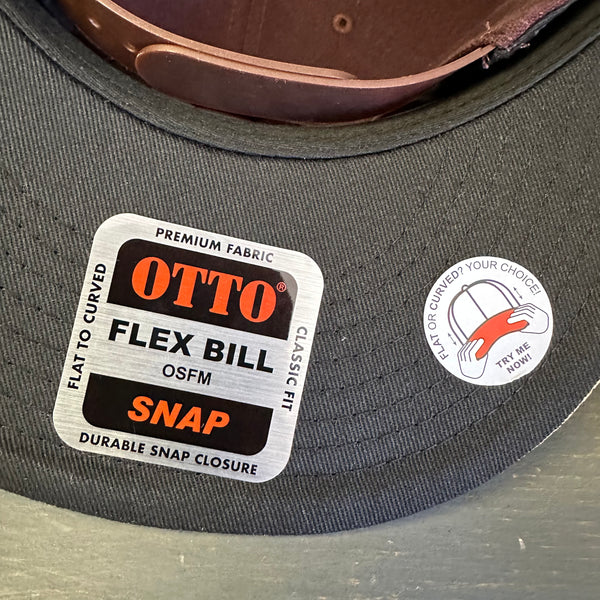 PREMIUM FABRIC
FLAT TO CURVED
OTTO®
FLEX BILL
OSFM
SNAP
CLASSIC FIT
DURABLE SNAP CLOSURE
FLAT OR CURVED? YOUR CHOICE!
TRY ME
NOW!